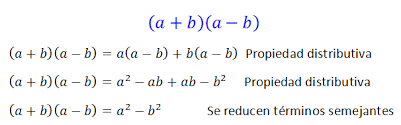 (a + b)(a − b)
(a + b)(a − b) = a(a − b) + b(a − b) Propiedad distributiva
(a + b)(a − b) = a² − ab + ab − b² Propiedad distributiva
(a + b)(a − b) = a² − b² Se reducen términos semejantes